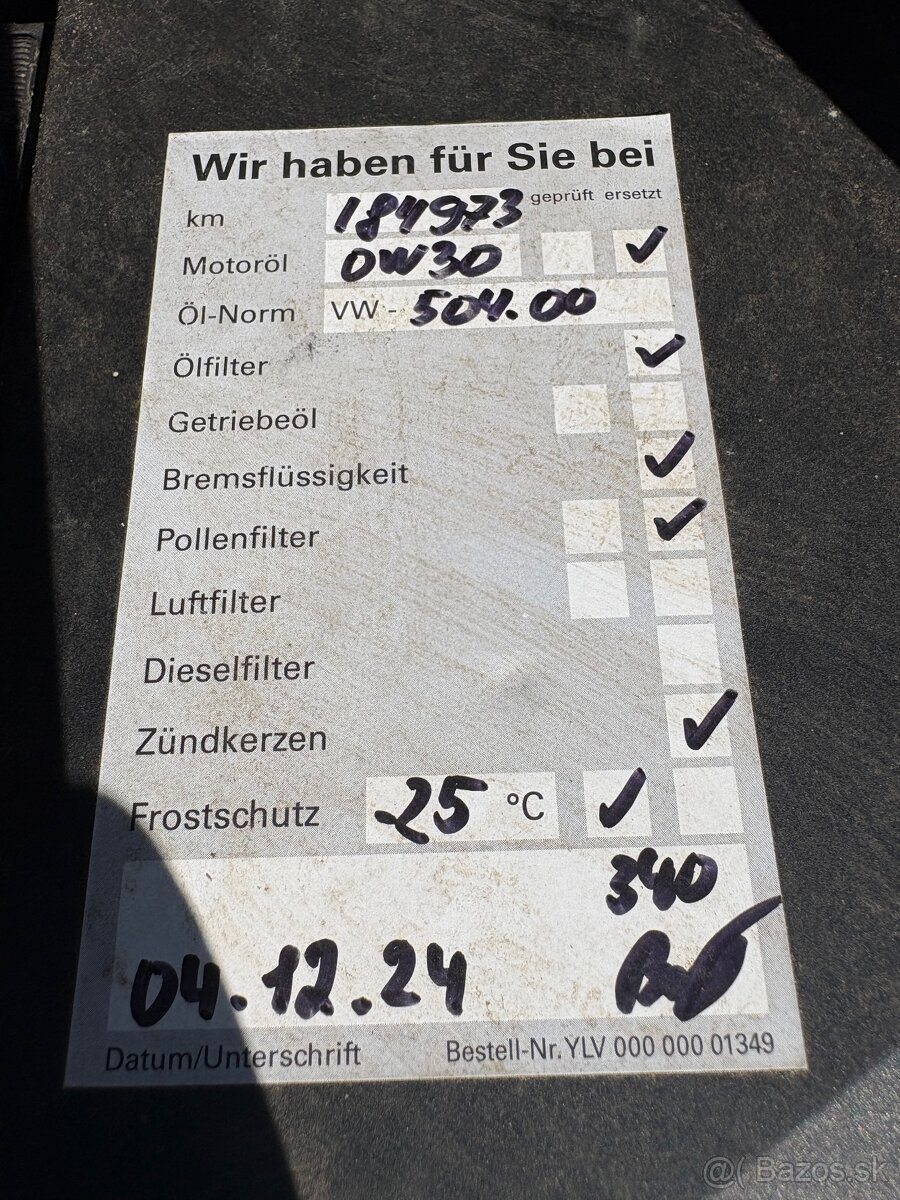 Wir haben für Sie bei
geprüft ersetzt
km 184973
Motoröl 0W30 ✓
Öl-Norm VW - 504.00
Ölfilter ✓
Getriebeöl
Bremsflüssigkeit ✓
Pollenfilter ✓
Luftfilter
Dieselfilter
Zündkerzen ✓
Frostschutz 25 °C ✓
340
04.12.24
Datum/Unterschrift Bestell-Nr. YLV 000 000 01349
@( Bazos.sk